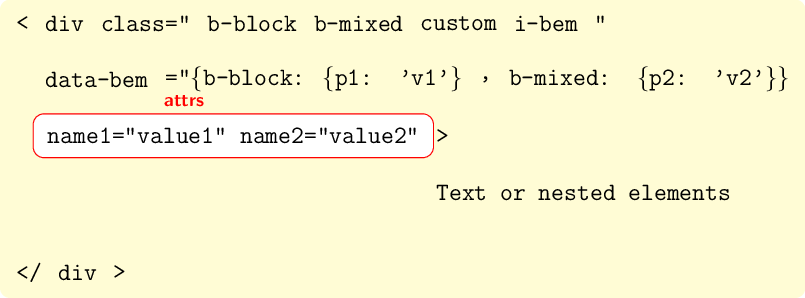 < div class=" b-block b-mixed custom i-bem "
data-bem ="{b-block: {p1: ’v1’} , b-mixed: {p2: ’v2’}}
attrs
name1="value1" name2="value2" >
Text or nested elements
</ div >